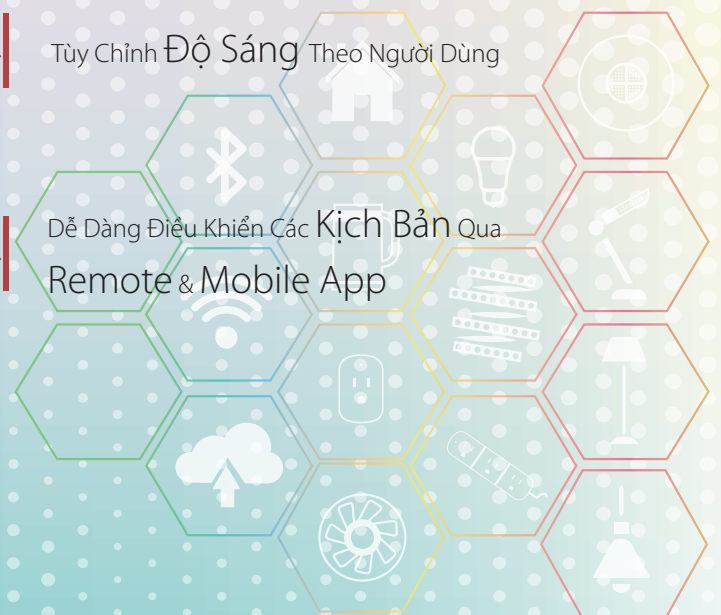 Tùy Chỉnh Độ Sáng Theo Người Dùng
Dễ Dàng Điều Khiển Các Kịch Bản Qua
Remote & Mobile App